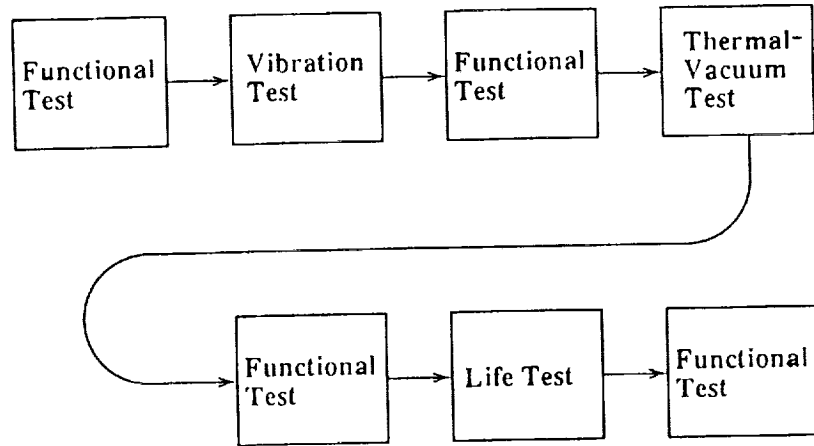 Functional
Test
Vibration
Test
Functional
Test
Thermal-
Vacuum
Test
Functional
Test
Life Test
Functional
Test